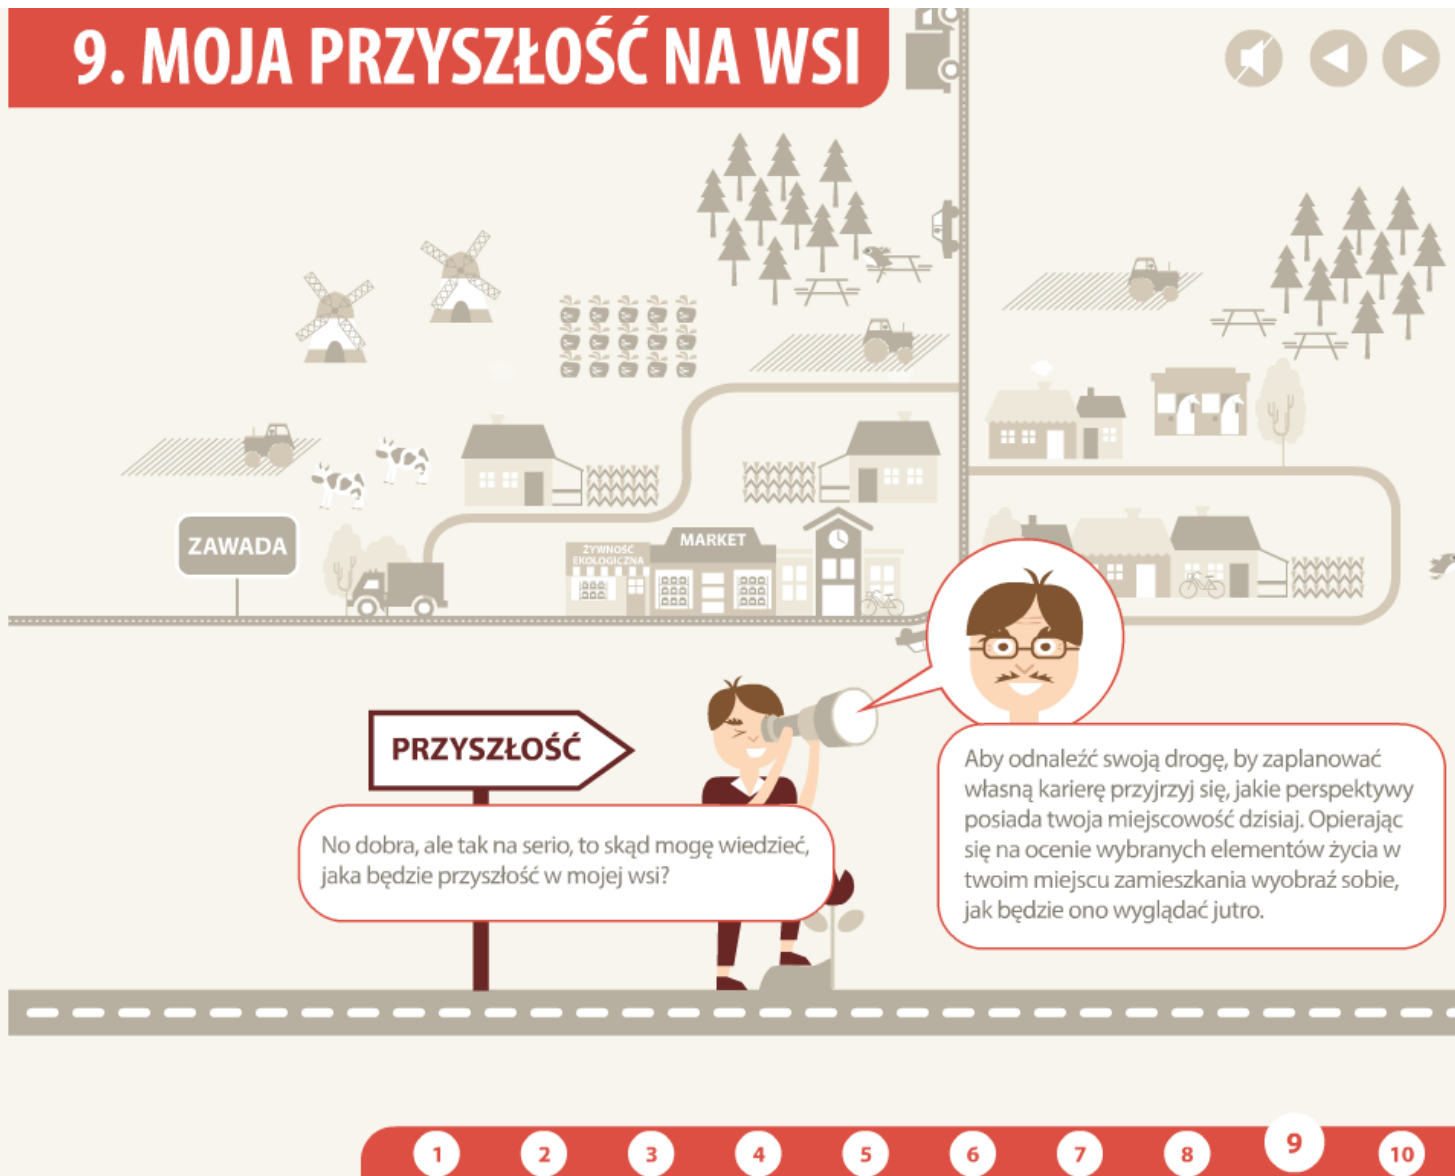 9. MOJA PRZYSZŁOŚĆ NA WSI
ZAWADA
ŻYWNOŚĆ
EKOLOGICZNA
MARKET
PRZYSZŁOŚĆ
No dobra, ale tak na serio, to skąd mogę wiedzieć,
jaka będzie przyszłość w mojej wsi?
Aby odnaleźć swoją drogę, by zaplanować
własną karierę przyjrzyj się, jakie perspektywy
posiada twoja miejscowość dzisiaj. Opierając
się na ocenie wybranych elementów życia w
twoim miejscu zamieszkania wyobraź sobie,
jak będzie ono wyglądać jutro.
1 2 3 4 5 6 7 8 9 10